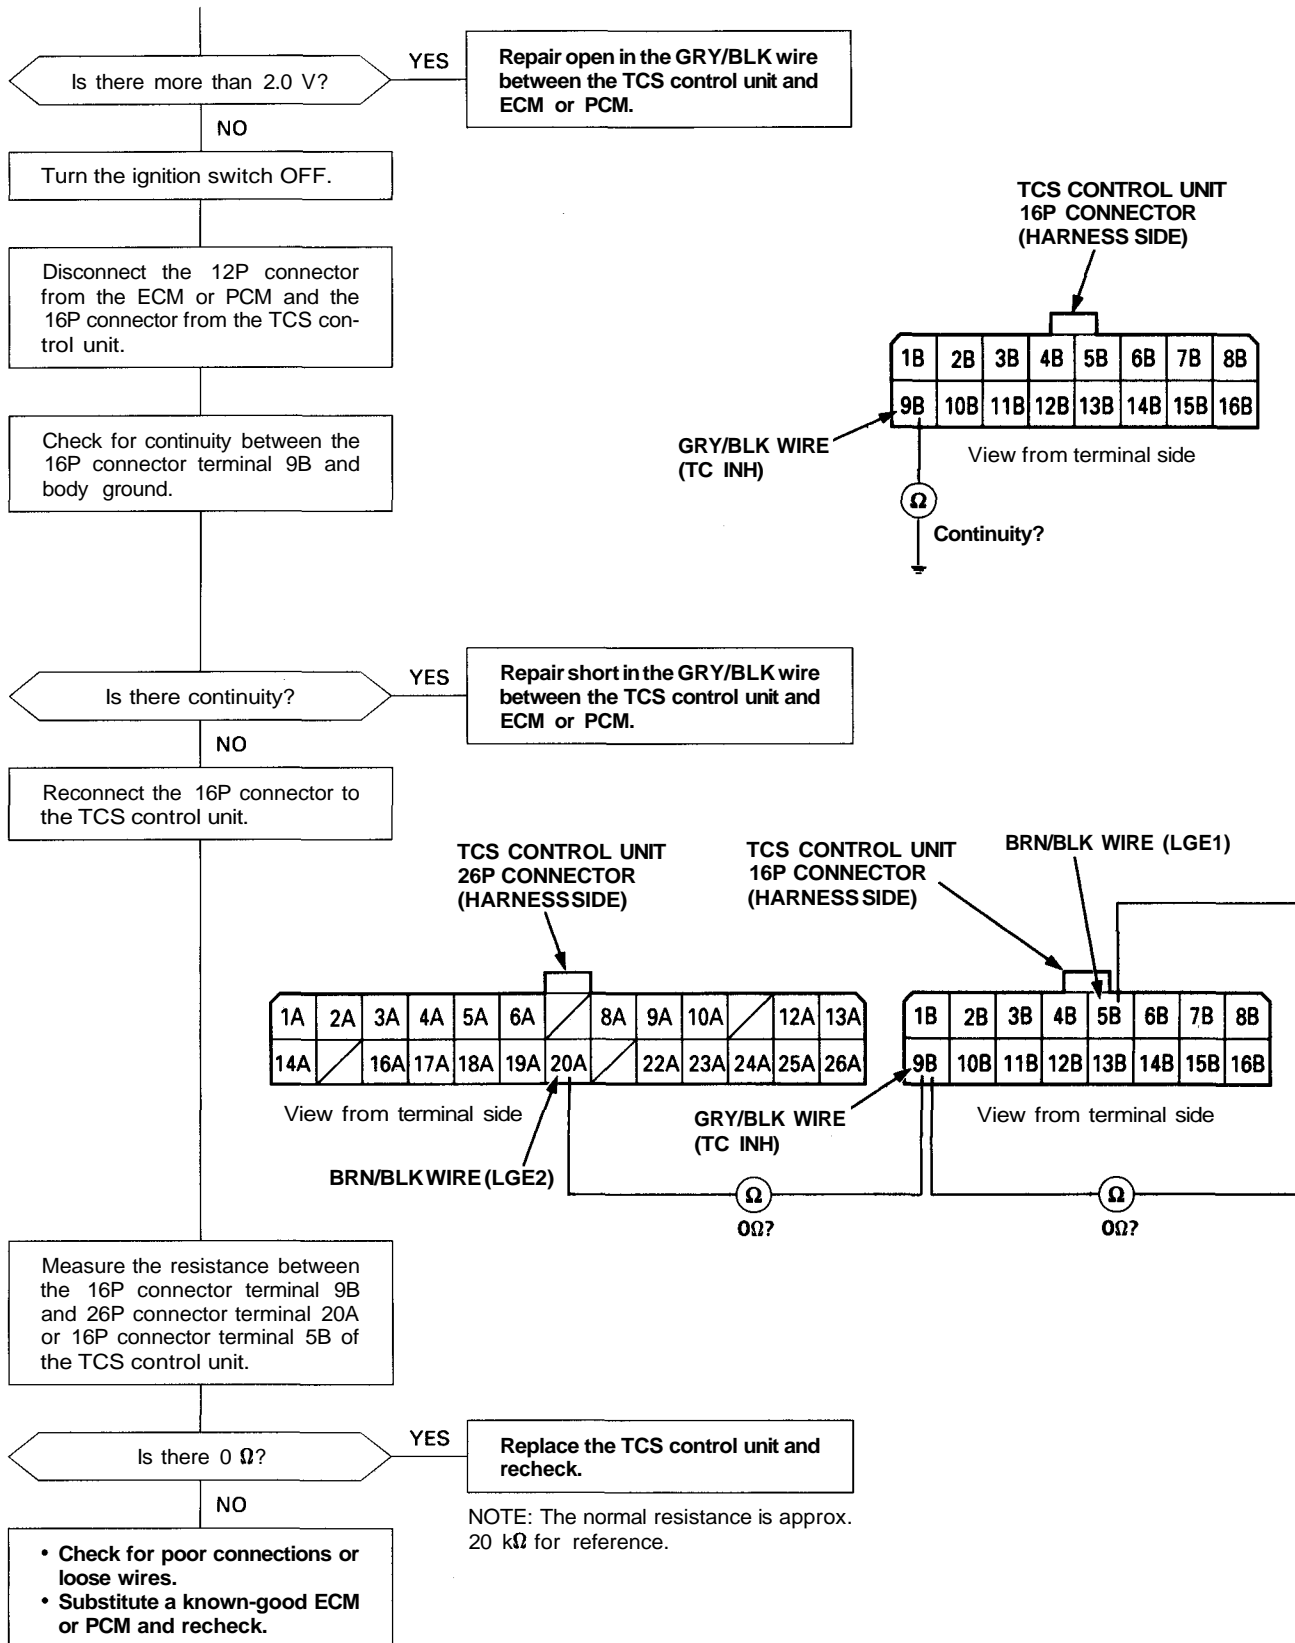 Is there more than 2.0 V?
YES
Repair open in the GRY/BLK wire
between the TCS control unit and
ECM or PCM.
NO
Turn the ignition switch OFF.
Disconnect the 12P connector
from the ECM or PCM and the
16P connector from the TCS con-
trol unit.
Check for continuity between the
16P connector terminal 9B and
body ground.
TCS CONTROL UNIT
16P CONNECTOR
(HARNESS SIDE)
1B 2B 3B 4B 5B 6B 7B 8B
9B 10B 11B 12B 13B 14B 15B 16B
GRY/BLK WIRE
(TC INH)
View from terminal side
Ω
Continuity?
Is there continuity?
YES
Repair short in the GRY/BLK wire
between the TCS control unit and
ECM or PCM.
NO
Reconnect the 16P connector to
the TCS control unit.
TCS CONTROL UNIT
26P CONNECTOR
(HARNESS SIDE)
TCS CONTROL UNIT
16P CONNECTOR
(HARNESS SIDE)
BRN/BLK WIRE (LGE1)
1A 2A 3A 4A 5A 6A 8A 9A 10A 12A 13A
14A 16A 17A 18A 19A 20A 22A 23A 24A 25A 26A
View from terminal side
BRN/BLK WIRE (LGE2)
1B 2B 3B 4B 5B 6B 7B 8B
9B 10B 11B 12B 13B 14B 15B 16B
GRY/BLK WIRE
(TC INH)
View from terminal side
Ω
0Ω?
Ω
0Ω?
Measure the resistance between
the 16P connector terminal 9B
and 26P connector terminal 20A
or 16P connector terminal 5B of
the TCS control unit.
Is there 0 Ω?
YES
Replace the TCS control unit and
recheck.
NOTE: The normal resistance is approx.
20 kΩ for reference.
NO
• Check for poor connections or
loose wires.
• Substitute a known-good ECM
or PCM and recheck.